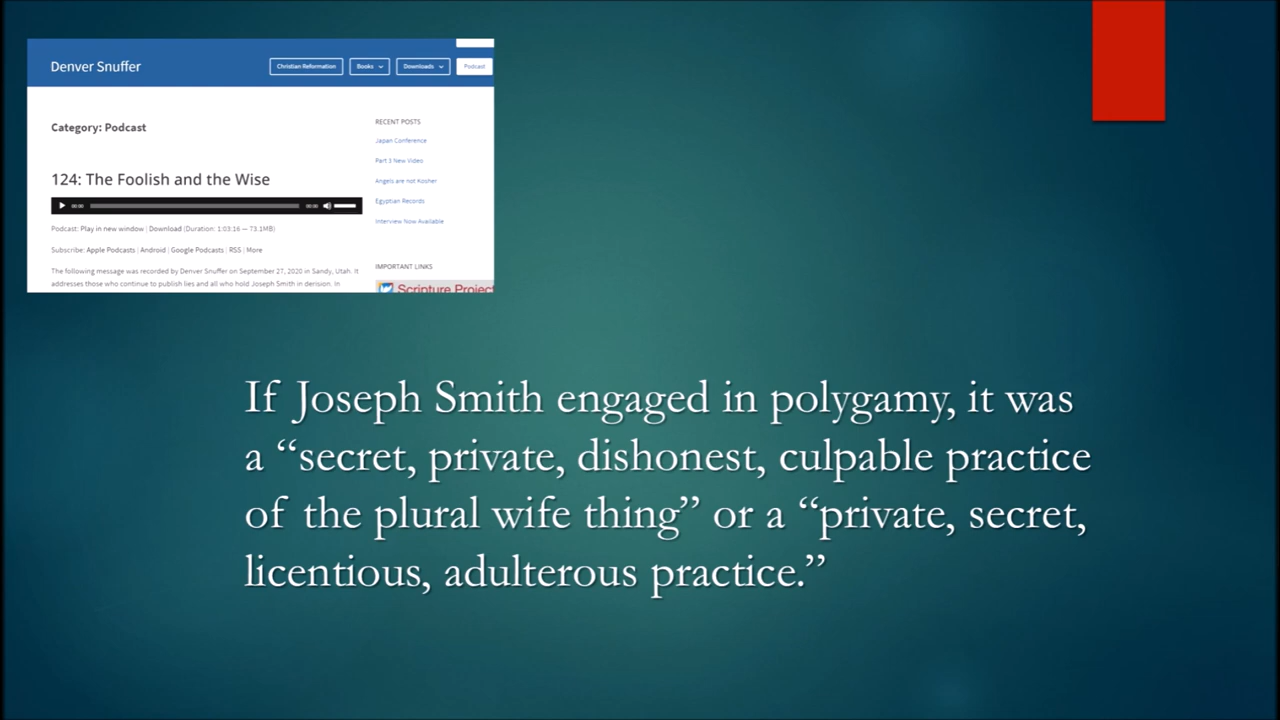 Denver Snuffer
Christian Reformation
Books
Downloads
Podcast
Category: Podcast
124: The Foolish and the Wise
00:00
00:00
Podcast: Play in new window | Download (Duration: 1:03:16 — 73.1MB)
Subscribe: Apple Podcasts | Android | Google Podcasts | RSS | More
The following message was recorded by Denver Snuffer on September 27, 2020 in Sandy, Utah. It
addresses those who continue to publish lies and all who hold Joseph Smith in derision. In
RECENT POSTS
Japan Conference
Part 3 New Video
Angels are not Kosher
Egyptian Records
Interview Now Available
IMPORTANT LINKS
Scripture Project
If Joseph Smith engaged in polygamy, it was
a “secret, private, dishonest, culpable practice
of the plural wife thing” or a “private, secret,
licentious, adulterous practice.”